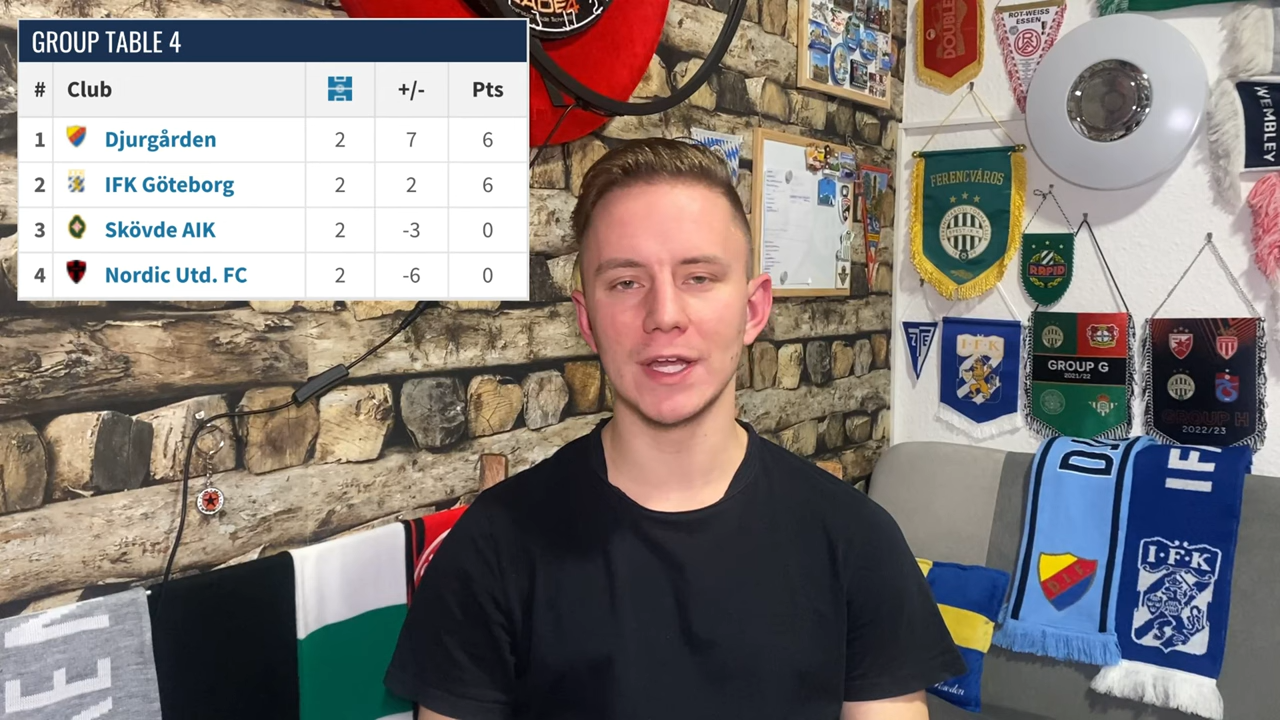 GROUP TABLE 4
# Club +/- Pts
1 Djurgården 2 7 6
2 IFK Göteborg 2 2 6
3 Skövde AIK 2 -3 0
4 Nordic Utd. FC 2 -6 0
DOUBLE
ROT-WEISS
ESSEN
WEMBLEY
FERENCVÁROS
RAPID
ZTE
I.F.K
GROUP G
2021/22
GROUP H
2022/23
IF
D.I.F
I.F.K